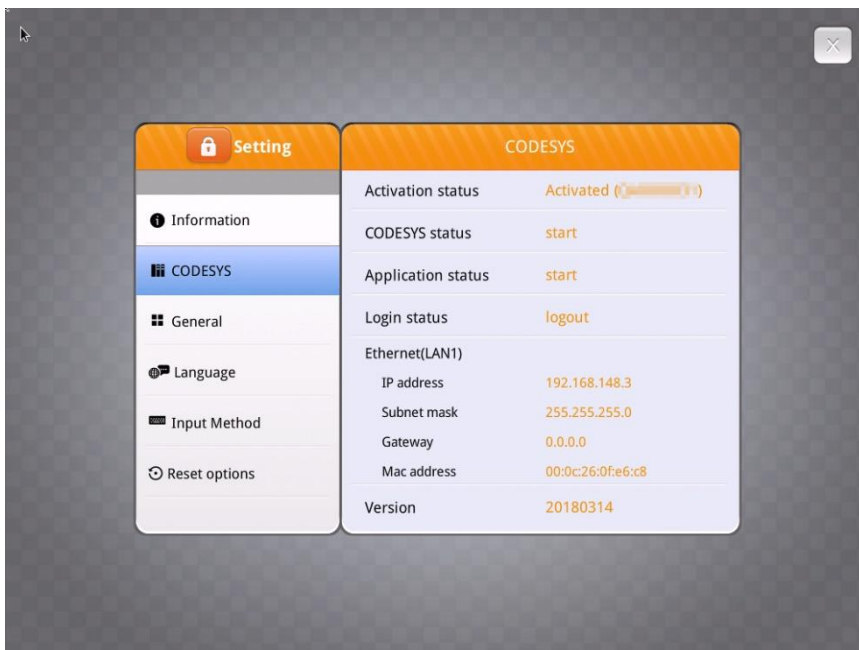 Setting
Information
CODESYS
General
Language
Input Method
Reset options
CODESYS
Activation status Activated ( )
CODESYS status start
Application status start
Login status logout
Ethernet(LAN1)
IP address 192.168.148.3
Subnet mask 255.255.255.0
Gateway 0.0.0.0
Mac address 00:0c:26:0f:e6:c8
Version 20180314